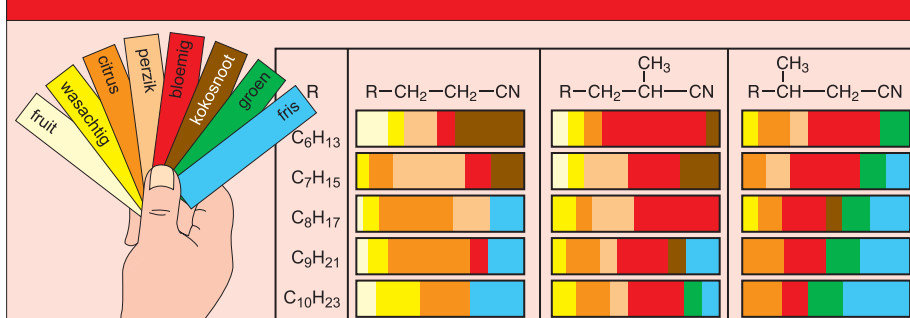 fruit
wasachtig
citrus
perzik
bloemig
kokosnoot
groen
fris
R
R—CH₂—CH₂—CN
CH₃
R—CH₂—CH—CN
CH₃
R—CH—CH₂—CN
C₆H₁₃
C₇H₁₅
C₈H₁₇
C₉H₂₁
C₁₀H₂₃